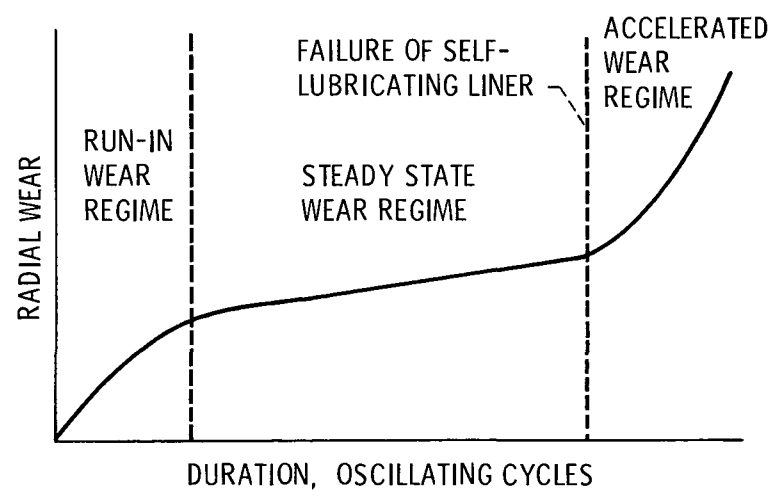 ACCELERATED
WEAR
REGIME
FAILURE OF SELF-
LUBRICATING LINER
RUN-IN
WEAR
REGIME
STEADY STATE
WEAR REGIME
RADIAL WEAR
DURATION, OSCILLATING CYCLES